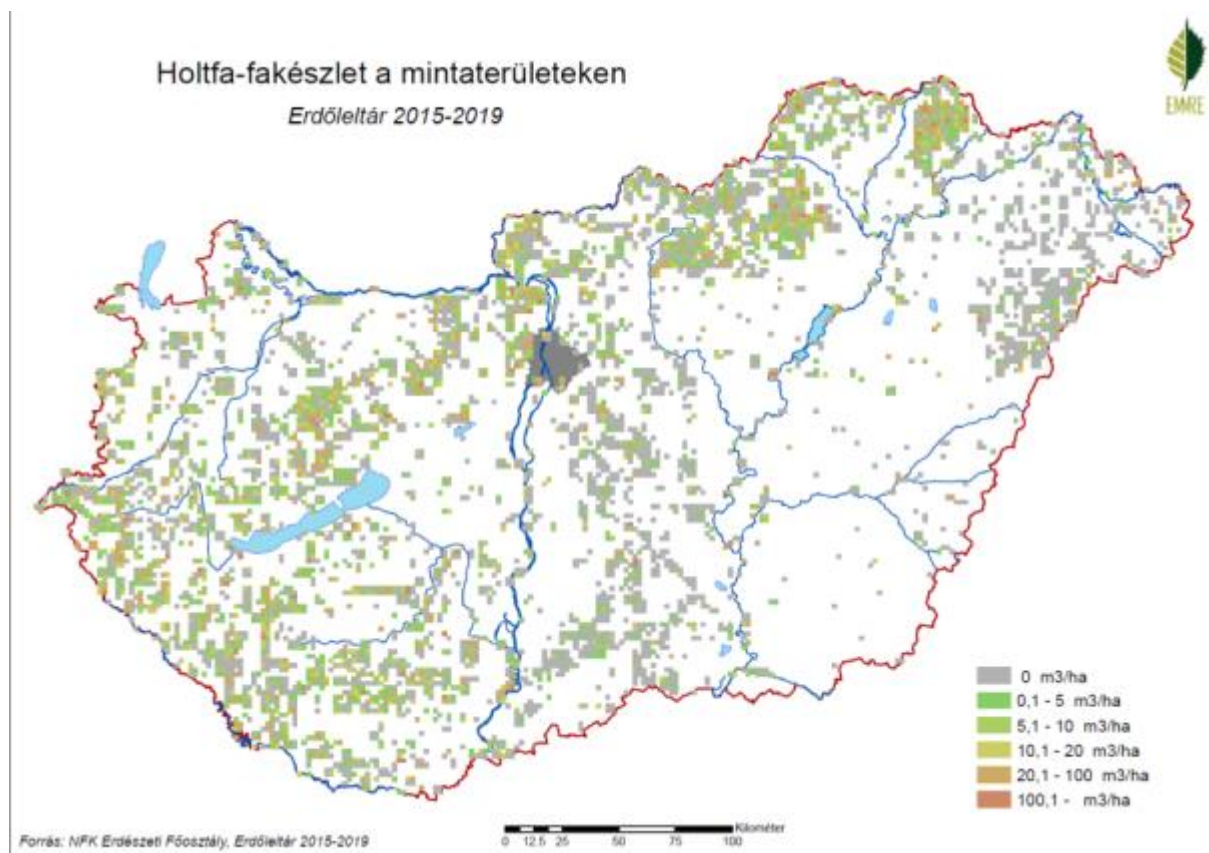 Holtfa-fakészlet a mintaterületeken
Erdőleltár 2015-2019
EMMRE
0 m3/ha
0,1 - 5 m3/ha
5,1 - 10 m3/ha
10,1 - 20 m3/ha
20,1 - 100 m3/ha
100,1 - m3/ha
Kilométer
0 12.5 25 50 75 100
Forrás: NFK Erdészeti Főosztály, Erdőleltár 2015-2019